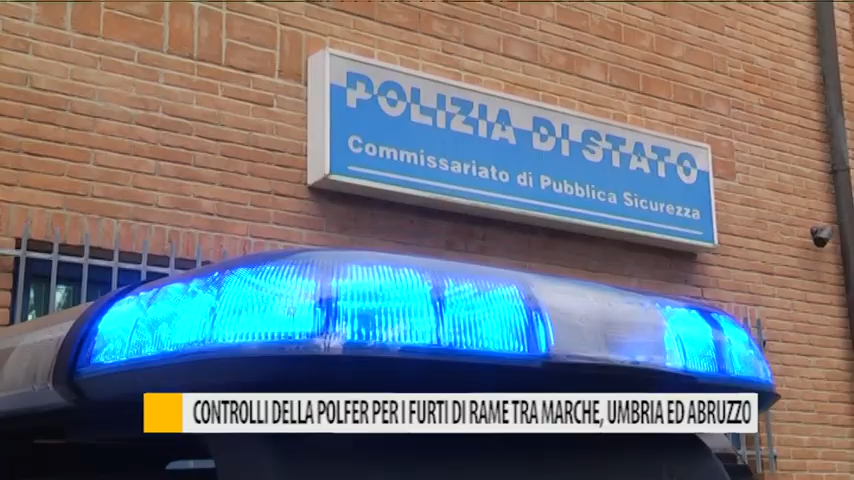 POLIZIA DI STATO
Commissariato di Pubblica Sicurezza
CONTROLLI DELLA POLFER PER I FURTI DI RAME TRA MARCHE, UMBRIA ED ABRUZZO